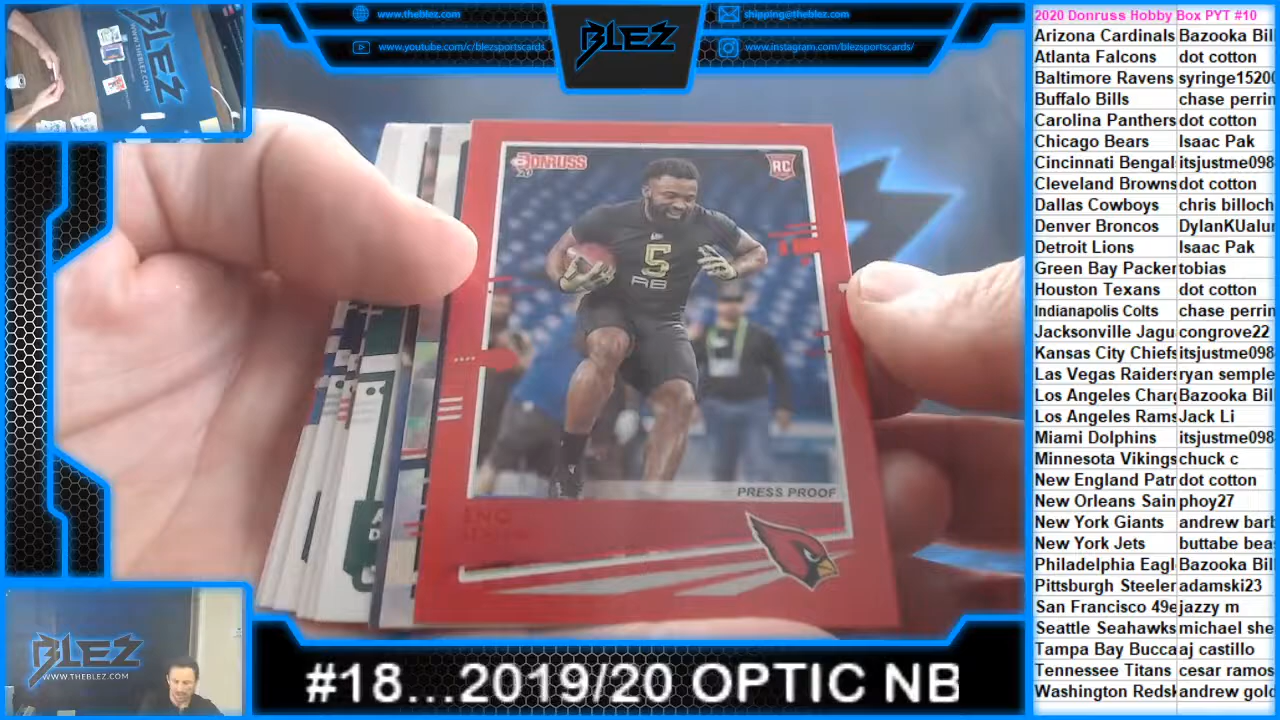 www.theblez.com
shipping@theblez.com
www.youtube.com/c/blezsportscards
www.instagram.com/blezsportscards/
BLEZ
BLEZ
WWW.THEBLEZ.COM
DONRUSS
20
RC
5
RB
PRESS PROOF
BLEZ
WWW.THEBLEZ.COM
#18...2019/20 OPTIC NB
2020 Donruss Hobby Box PYT #10
Arizona Cardinals Bazooka Bil
Atlanta Falcons dot cotton
Baltimore Ravens syringe1520
Buffalo Bills chase perrin
Carolina Panthers dot cotton
Chicago Bears Isaac Pak
Cincinnati Bengal itsjustme098
Cleveland Browns dot cotton
Dallas Cowboys chris billoch
Denver Broncos DylanKUalu
Detroit Lions Isaac Pak
Green Bay Packer tobias
Houston Texans dot cotton
Indianapolis Colts chase perrin
Jacksonville Jagu congrove22
Kansas City Chiefs itsjustme098
Las Vegas Raiders ryan semple
Los Angeles Charg Bazooka Bil
Los Angeles Rams Jack Li
Miami Dolphins itsjustme098
Minnesota Vikings chuck c
New England Patr dot cotton
New Orleans Sain phoy27
New York Giants andrew barb
New York Jets buttabe bea
Philadelphia Eagl Bazooka Bil
Pittsburgh Steeler adamski23
San Francisco 49e jazzy m
Seattle Seahawks michael she
Tampa Bay Bucca aj castillo
Tennessee Titans cesar ramos
Washington Redsk andrew gold